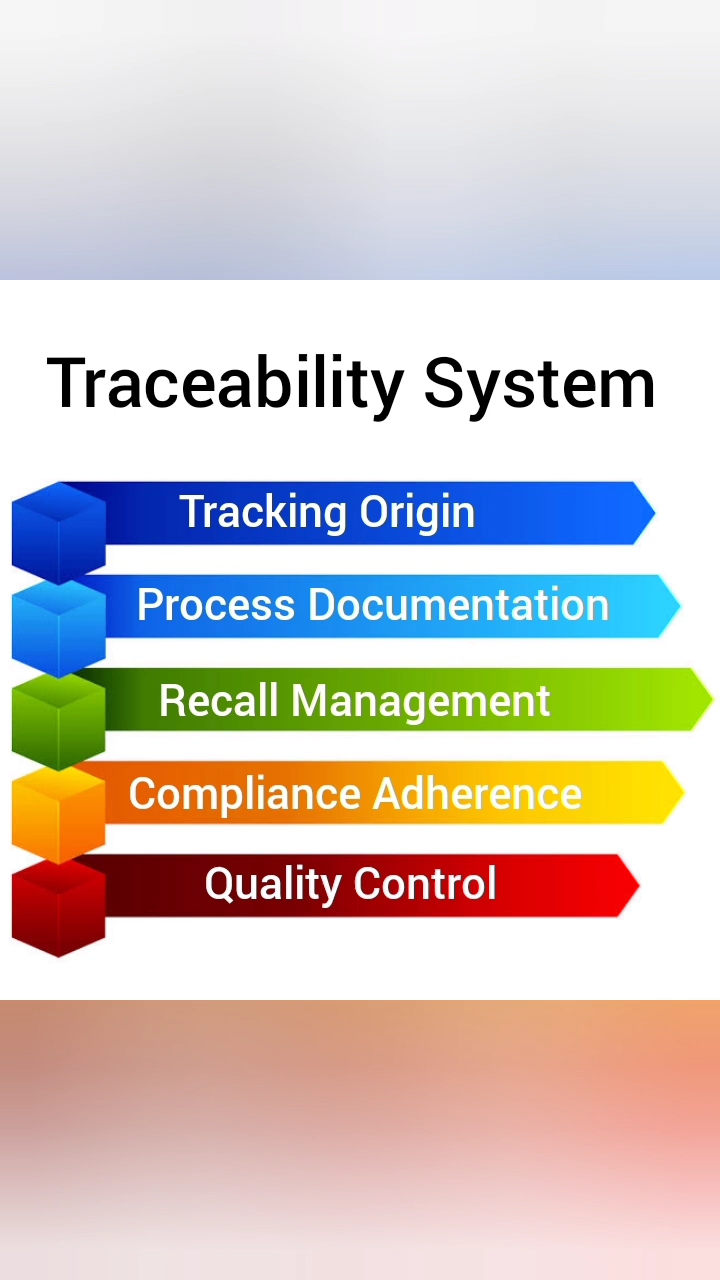 Traceability System
Tracking Origin
Process Documentation
Recall Management
Compliance Adherence
Quality Control